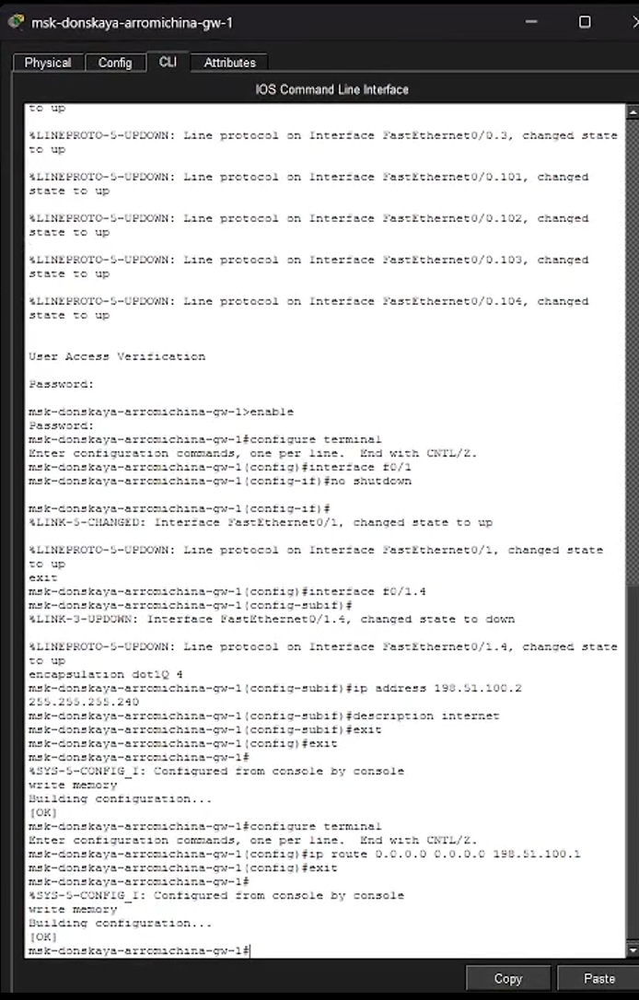 msk-donskaya-arromichina-gw-1
Physical Config CLI Attributes
IOS Command Line Interface
to up
%LINEPROTO-5-UPDOWN: Line protocol on Interface FastEthernet0/0.3, changed state
to up
%LINEPROTO-5-UPDOWN: Line protocol on Interface FastEthernet0/0.101, changed
state to up
%LINEPROTO-5-UPDOWN: Line protocol on Interface FastEthernet0/0.102, changed
state to up
%LINEPROTO-5-UPDOWN: Line protocol on Interface FastEthernet0/0.103, changed
state to up
%LINEPROTO-5-UPDOWN: Line protocol on Interface FastEthernet0/0.104, changed
state to up
User Access Verification
Password:
msk-donskaya-arromichina-gw-1>enable
Password:
msk-donskaya-arromichina-gw-1#configure terminal
Enter configuration commands, one per line.  End with CNTL/Z.
msk-donskaya-arromichina-gw-1(config)#interface f0/1
msk-donskaya-arromichina-gw-1(config-if)#no shutdown
msk-donskaya-arromichina-gw-1(config-if)#
%LINK-5-CHANGED: Interface FastEthernet0/1, changed state to up
%LINEPROTO-5-UPDOWN: Line protocol on Interface FastEthernet0/1, changed state
to up
exit
msk-donskaya-arromichina-gw-1(config)#interface f0/1.4
msk-donskaya-arromichina-gw-1(config-subif)#
%LINK-3-UPDOWN: Interface FastEthernet0/1.4, changed state to down
%LINEPROTO-5-UPDOWN: Line protocol on Interface FastEthernet0/1.4, changed state
to up
encapsulation dot1Q 4
msk-donskaya-arromichina-gw-1(config-subif)#ip address 198.51.100.2
255.255.255.240
msk-donskaya-arromichina-gw-1(config-subif)#description internet
msk-donskaya-arromichina-gw-1(config-subif)#exit
msk-donskaya-arromichina-gw-1(config)#exit
msk-donskaya-arromichina-gw-1#
%SYS-5-CONFIG_I: Configured from console by console
write memory
Building configuration...
[OK]
msk-donskaya-arromichina-gw-1#configure terminal
Enter configuration commands, one per line.  End with CNTL/Z.
msk-donskaya-arromichina-gw-1(config)#ip route 0.0.0.0 0.0.0.0 198.51.100.1
msk-donskaya-arromichina-gw-1(config)#exit
msk-donskaya-arromichina-gw-1#
%SYS-5-CONFIG_I: Configured from console by console
write memory
Building configuration...
[OK]
msk-donskaya-arromichina-gw-1#
Copy Paste